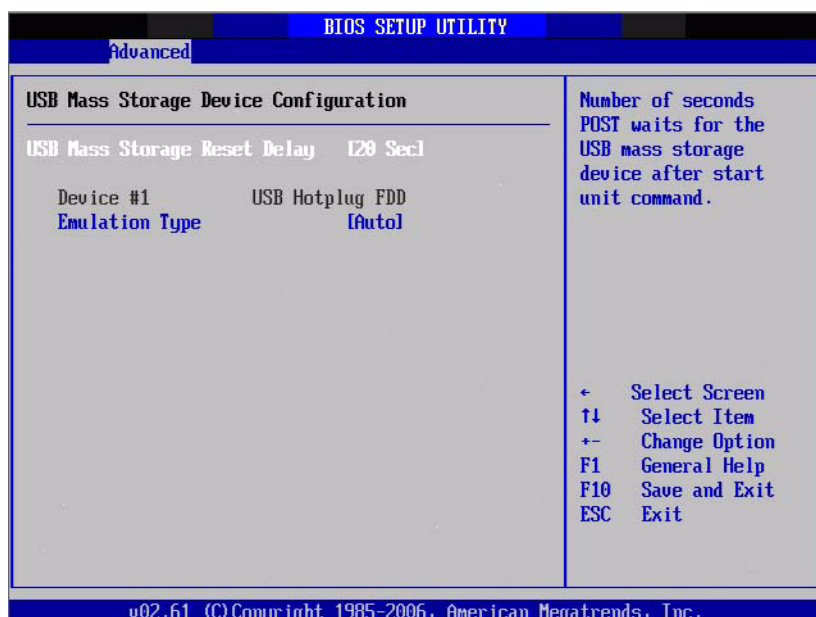 BIOS SETUP UTILITY
Advanced
USB Mass Storage Device Configuration
USB Mass Storage Reset Delay [20 Sec]
Device #1 USB Hotplug FDD
Emulation Type [Auto]
Number of seconds
POST waits for the
USB mass storage
device after start
unit command.
← Select Screen
↑↓ Select Item
+- Change Option
F1 General Help
F10 Save and Exit
ESC Exit
v02.61 (C)Copyright 1985-2006, American Megatrends, Inc.